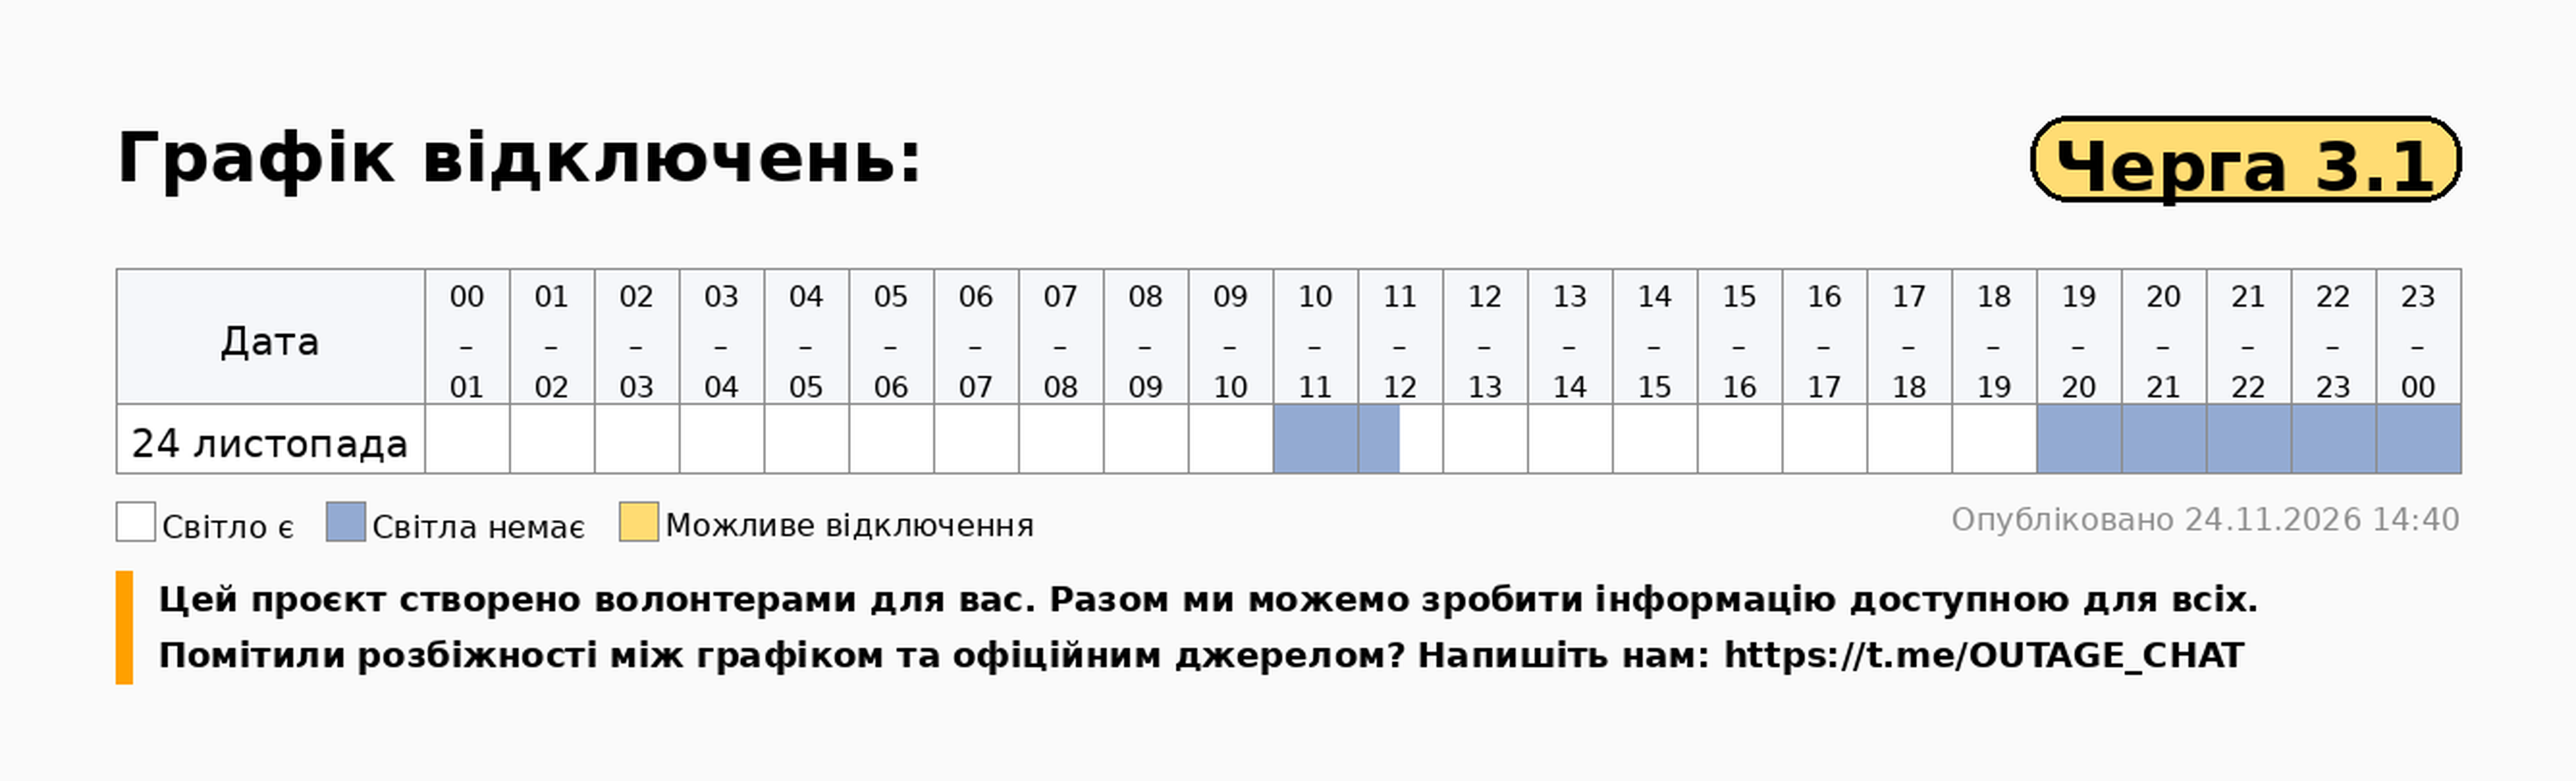 Графік відключень:
Черга 3.1
Дата 00 – 01 01 – 02 02 – 03 03 – 04 04 – 05 05 – 06 06 – 07 07 – 08 08 – 09 09 – 10 10 – 11 11 – 12 12 – 13 13 – 14 14 – 15 15 – 16 16 – 17 17 – 18 18 – 19 19 – 20 20 – 21 21 – 22 22 – 23 23 – 00
24 листопада
Світло є Світла немає Можливе відключення
Опубліковано 24.11.2026 14:40
Цей проєкт створено волонтерами для вас. Разом ми можемо зробити інформацію доступною для всіх.
Помітили розбіжності між графіком та офіційним джерелом? Напишіть нам: https://t.me/OUTAGE_CHAT